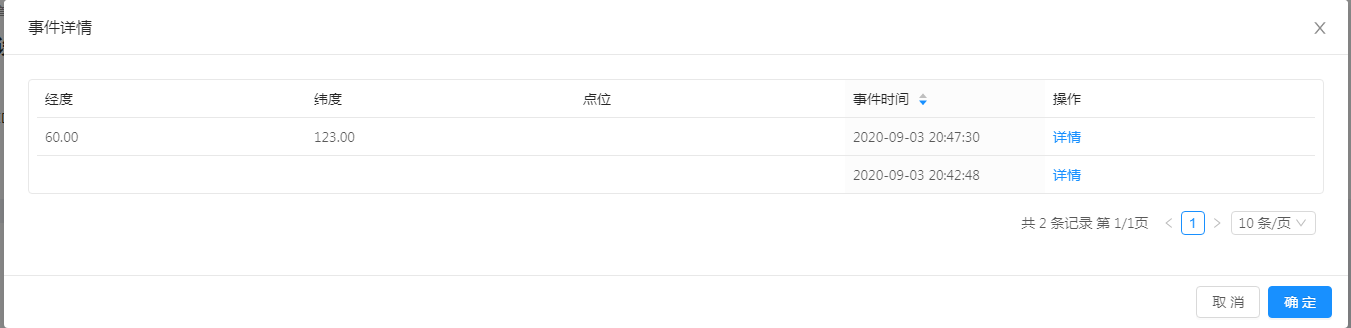 事件详情
经度 纬度 点位 事件时间 操作
60.00 123.00 2020-09-03 20:47:30 详情
2020-09-03 20:42:48 详情
共 2 条记录 第 1/1页 1 10 条/页
取 消 确 定